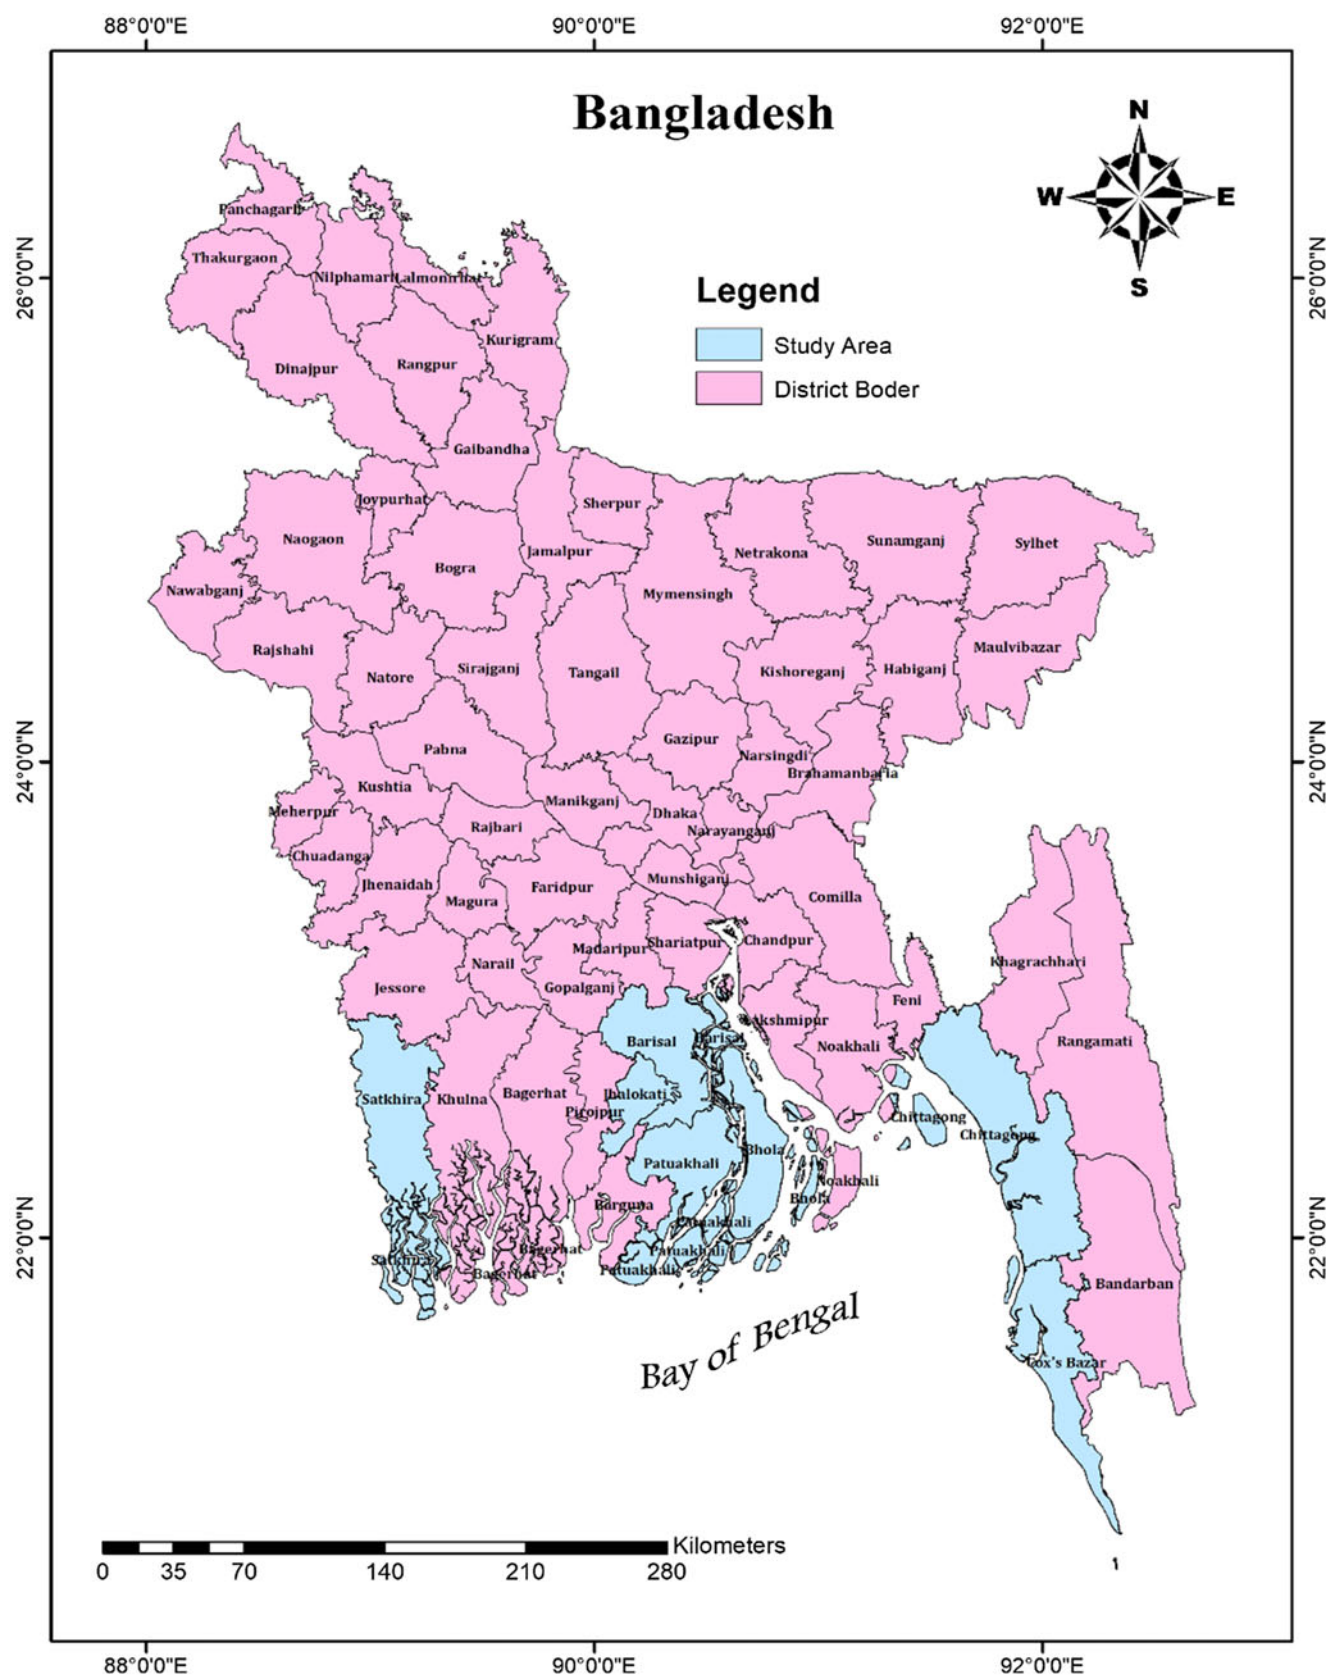 88°0'0"E 90°0'0"E 92°0'0"E
Bangladesh
N
W E
S
26°0'0"N 26°0'0"N
Legend
Study Area
District Boder
Panchagarh
Thakurgaon
Nilphamari Lalmonirhat
Kurigram
Dinajpur Rangpur
Gaibandha
Joypurhat Sherpur
Naogaon Jamalpur Netrakona Sunamganj Sylhet
Bogra
Nawabganj Mymensingh
Rajshahi Maulvibazar
Natore Sirajganj Tangail Kishoreganj Habiganj
24°0'0"N 24°0'0"N
Pabna Gazipur Narsingdi
Brahamanbaria
Kushtia Manikganj
Meherpur Rajbari Dhaka Narayanganj
Chuadanga
Jhenaidah Magura Faridpur Munshiganj Comilla
Madaripur Shariatpur Chandpur
Narail Khagrachhari
Jessore Gopalganj Feni
Lakshmipur
Barisal Barisal Noakhali Rangamati
Satkhira Khulna Bagerhat Jhalokati
Pirojpur Chittagong
Chittagong
Patuakhali Bhola
Noakhali
Barguna Bhola
Patuakhali
22°0'0"N 22°0'0"N
Satkhira Bagerhat Patuakhali
Bagerhat Patuakhali
Bandarban
Bay of Bengal
Cox's Bazar
Kilometers
0 35 70 140 210 280
88°0'0"E 90°0'0"E 92°0'0"E